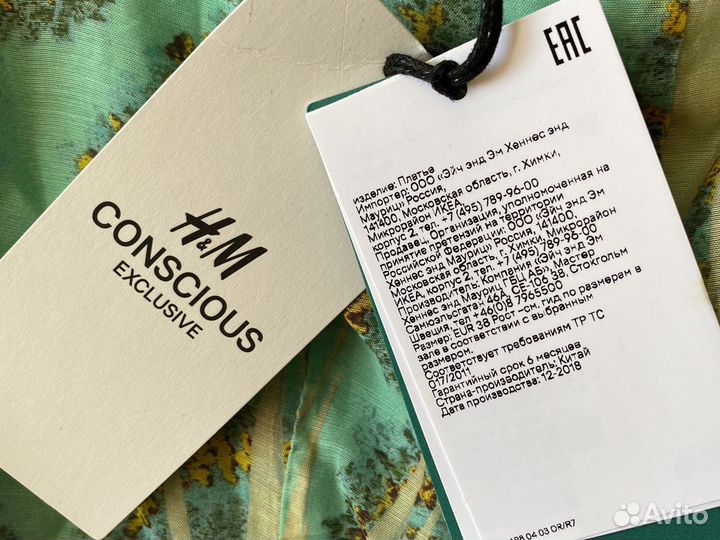 H&M
CONSCIOUS
EXCLUSIVE
EAC
изделие: Платье
Импортер: ООО «Эйч энд Эм Хеннес энд
Мауриц» Россия,
141400, Московская область, г. Химки,
Микрорайон ИКЕА,
корпус 2, тел. +7 (495) 789-96-00
Продавец, Организация, уполномоченная на
принятие претензий на территории
российской Федерации: ООО «Эйч энд Эм
Хеннес энд Мауриц» Россия, 141400,
Московская область, г. Химки, Микрорайон
ИКЕА, корпус 2, тел. +7 (495) 789-96-00
Производитель: Компания «Эйч энд Эм
Хеннес энд Мауриц ГБЦ АБ», Мастер
Самюэльсгатан 46А, СЕ-106 38, Стокгольм
Швеция, тел +46(0)8 7965500
Размер: EUR 38 Рост –см. гид по размерам в
зале в соответствии с выбранным
размером.
Соответствует требованиям ТР ТС
017/2011
Гарантийный срок 6 месяцев
Страна-производитель: Китай
Дата производства: 12-2018
04 03 OR/R7
Avito